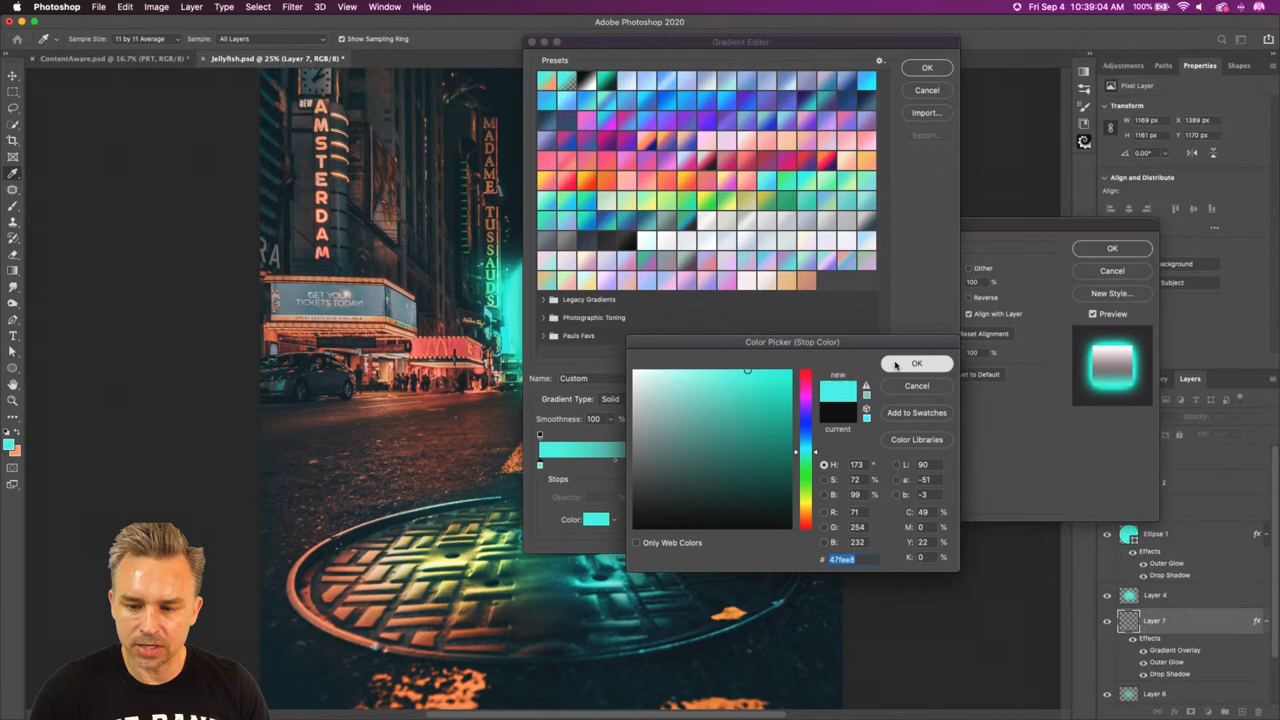 Photoshop File Edit Image Layer Type Select Filter 3D View Window Help
100% Fri Sep 4 10:39:04 AM
Adobe Photoshop 2020
Sample Size: 11 by 11 Average Sample: All Layers Show Sampling Ring
ContentAware.psd @ 16.7% (PRT, RGB/8) *
Jellyfish.psd @ 25% (Layer 7, RGB/8) *
Gradient Editor
Presets
OK
Cancel
Import...
Export...
Legacy Gradients
Photographic Toning
Pauls Favs
Name: Custom
Gradient Type: Solid
Smoothness: 100 %
Stops
Opacity: %
Color:
Color Picker (Stop Color)
new
current
OK
Cancel
Add to Swatches
Color Libraries
H: 173 °
S: 72 %
B: 99 %
R: 71
G: 254
B: 232
L: 90
a: -51
b: -3
C: 49 %
M: 0 %
Y: 22 %
K: 0 %
# 47fee8
Only Web Colors
Dither
100 %
Reverse
Align with Layer
Reset Alignment
100 %
OK
Cancel
New Style...
Preview
Adjustments Paths Properties Shapes
Pixel Layer
Transform
W: 1169 px X: 1389 px
H: 1161 px Y: 1170 px
0.00°
Align and Distribute
Align:
Layers
Ellipse 1 fx
Effects
Outer Glow
Drop Shadow
Layer 4
Layer 7 fx
Effects
Gradient Overlay
Outer Glow
Drop Shadow
Layer 6
NEW
AMSTERDAM
MADAME TUSSAUDS
GET YOUR
TICKETS TODAY!